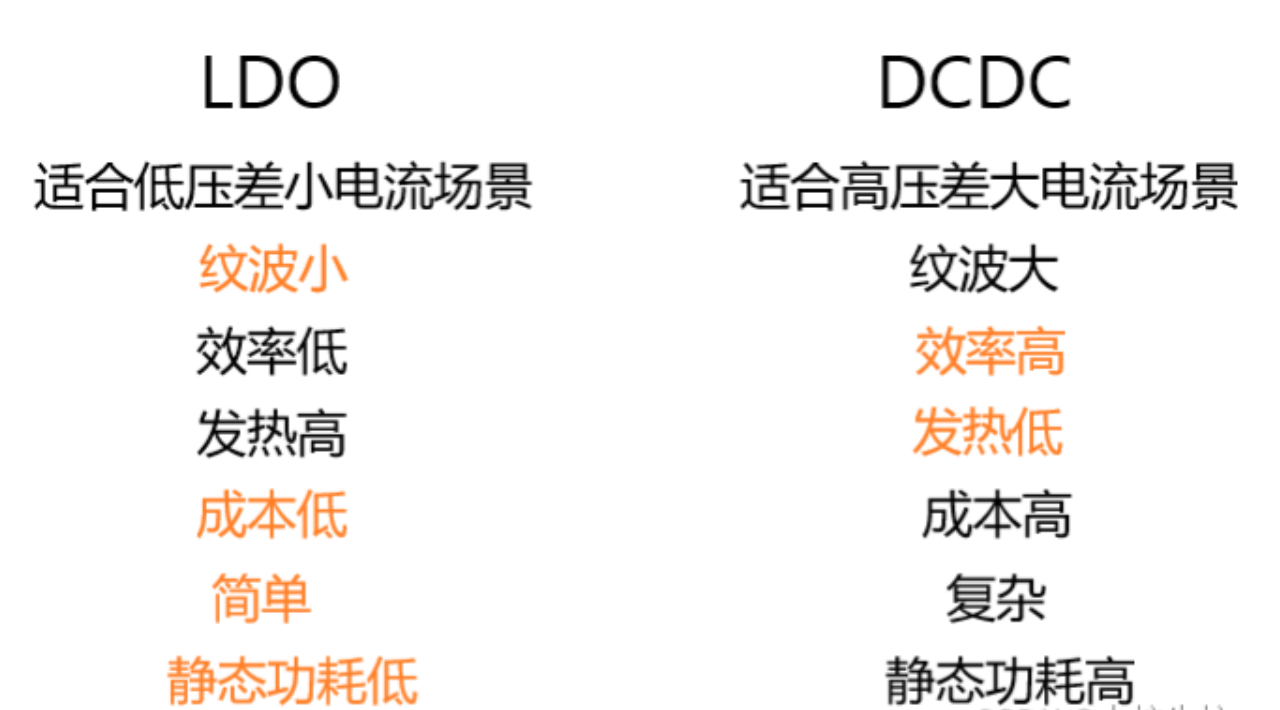 LDO
DCDC
适合低压差小电流场景
适合高压差大电流场景
纹波小
纹波大
效率低
效率高
发热高
发热低
成本低
成本高
简单
复杂
静态功耗低
静态功耗高